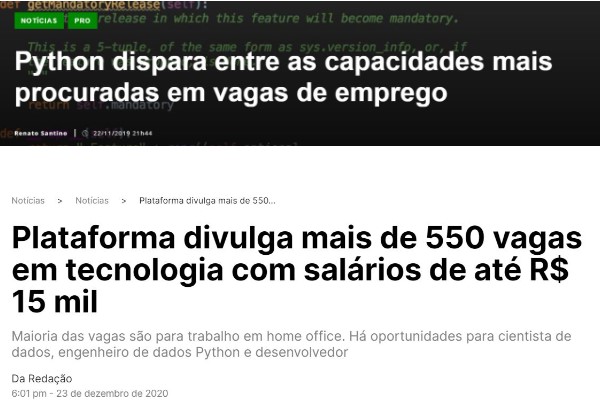 def getMandatoryRelease(self):
NOTÍCIAS PRO release in which this feature will become mandatory.
This is a 5-tuple, of the same form as sys.version_info, or, if
Python dispara entre as capacidades mais
procuradas em vagas de emprego
return self.mandatory
Renato Santino | 22/11/2019 21h44
Notícias > Notícias > Plataforma divulga mais de 550...
Plataforma divulga mais de 550 vagas
em tecnologia com salários de até R$
15 mil
Maioria das vagas são para trabalho em home office. Há oportunidades para cientista de
dados, engenheiro de dados Python e desenvolvedor
Da Redação
6:01 pm - 23 de dezembro de 2020